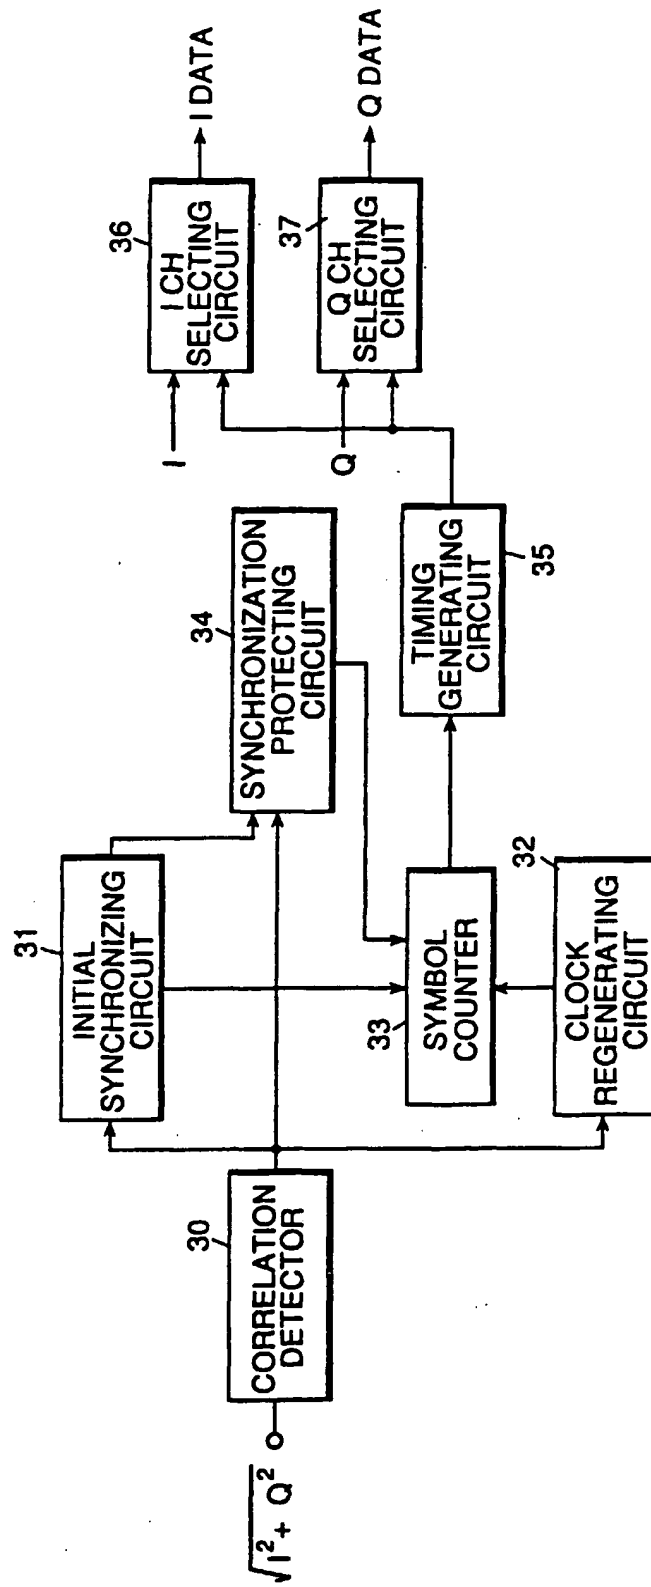 √I² + Q²
30
CORRELATION
DETECTOR
31
INITIAL
SYNCHRONIZING
CIRCUIT
34
SYNCHRONIZATION
PROTECTING
CIRCUIT
33
SYMBOL
COUNTER
32
CLOCK
REGENERATING
CIRCUIT
TIMING
GENERATING
CIRCUIT
35
I
Q
36
I CH
SELECTING
CIRCUIT
I DATA
37
Q CH
SELECTING
CIRCUIT
Q DATA